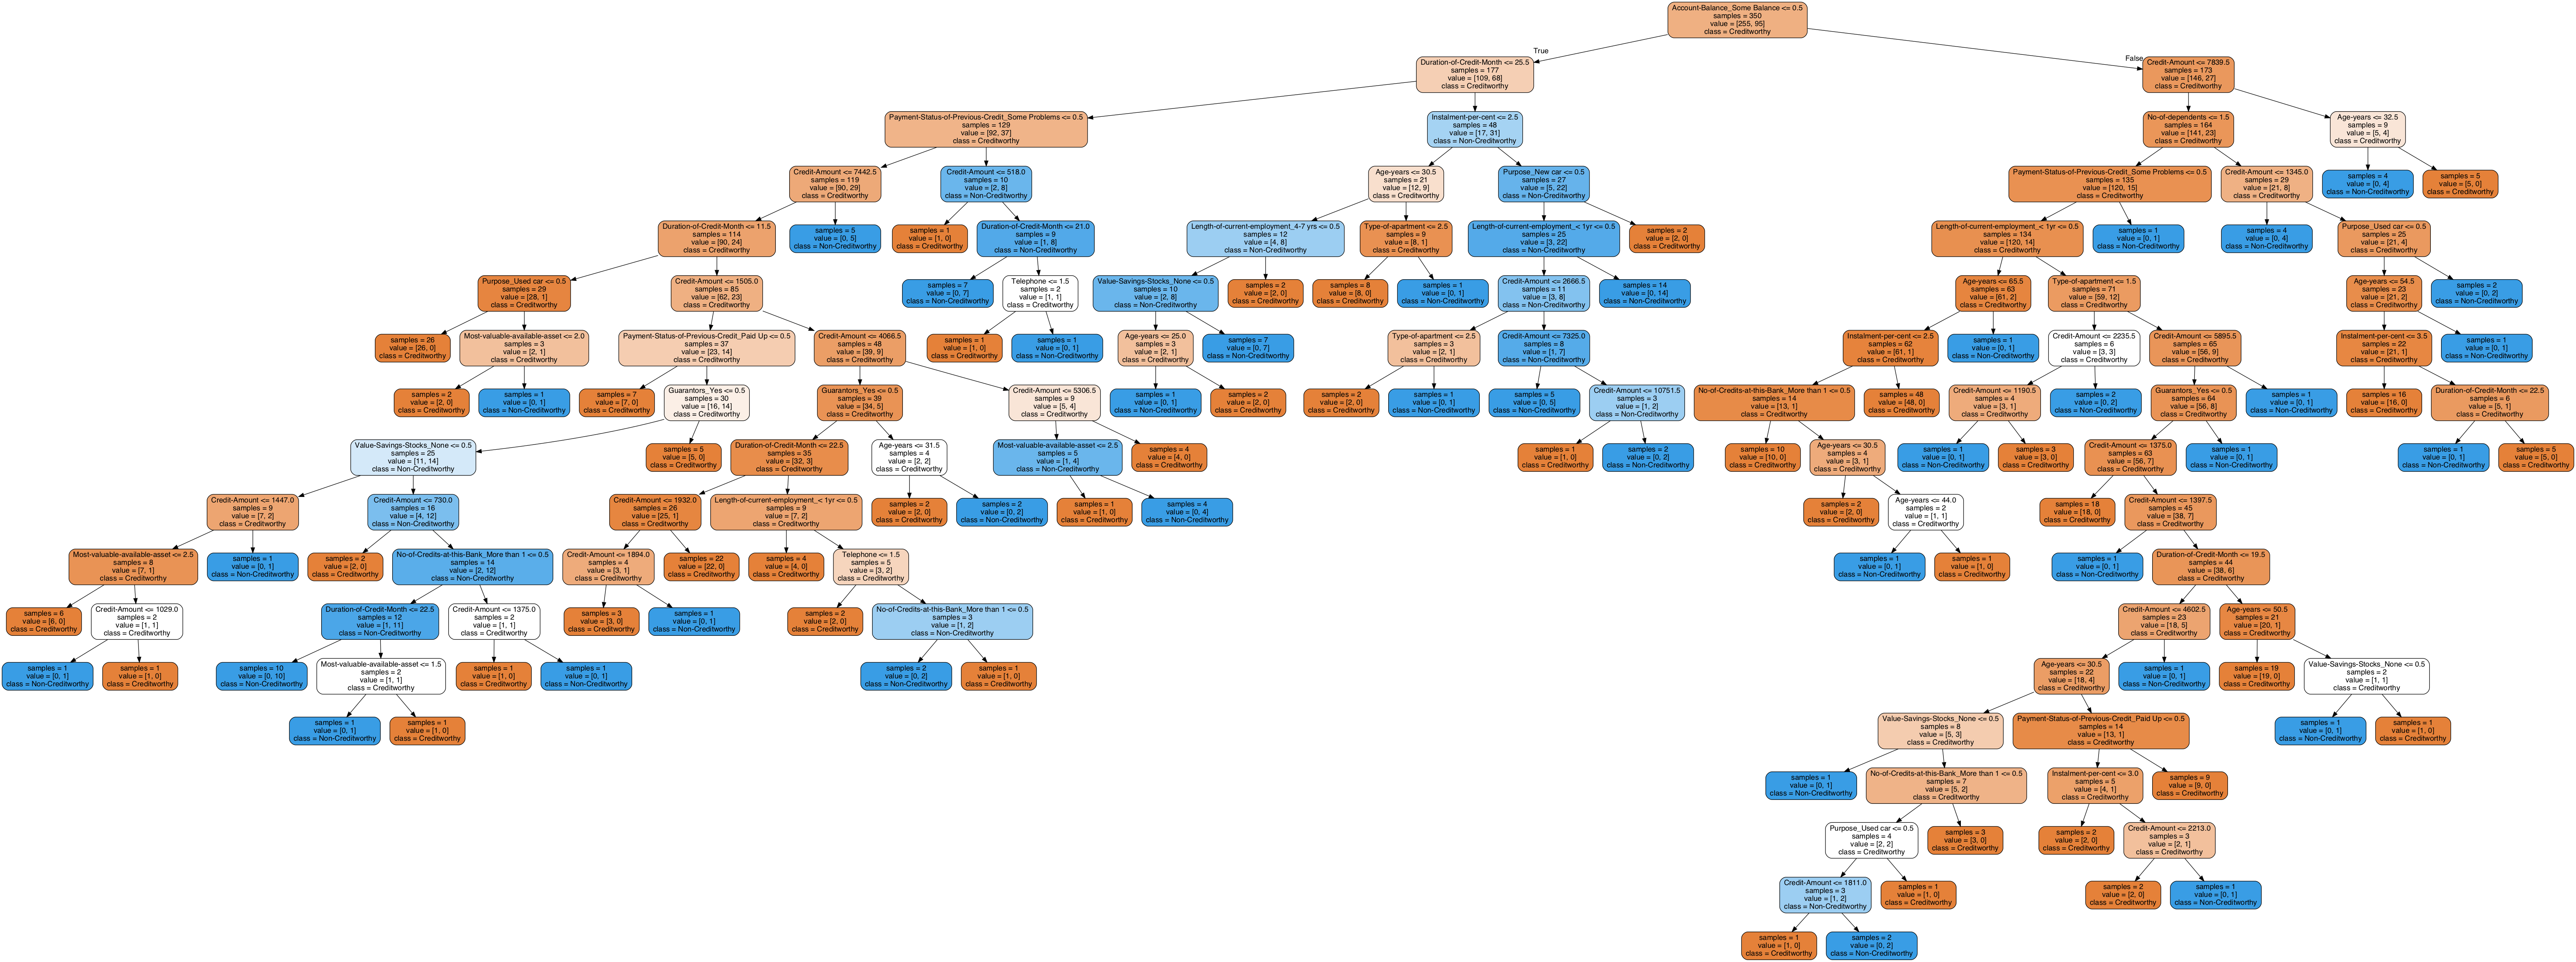 Account-Balance_Some Balance <= 0.5
samples = 350
value = [255, 95]
class = Creditworthy
True
False
Duration-of-Credit-Month <= 25.5
samples = 177
value = [109, 68]
class = Creditworthy
Credit-Amount <= 7839.5
samples = 173
value = [146, 27]
class = Creditworthy
Payment-Status-of-Previous-Credit_Some Problems <= 0.5
samples = 129
value = [92, 37]
class = Creditworthy
Instalment-per-cent <= 2.5
samples = 48
value = [17, 31]
class = Non-Creditworthy
No-of-dependents <= 1.5
samples = 164
value = [141, 23]
class = Creditworthy
Age-years <= 32.5
samples = 9
value = [5, 4]
class = Creditworthy
Credit-Amount <= 7442.5
samples = 119
value = [90, 29]
class = Creditworthy
Credit-Amount <= 518.0
samples = 10
value = [2, 8]
class = Non-Creditworthy
Age-years <= 30.5
samples = 21
value = [12, 9]
class = Creditworthy
Purpose_New car <= 0.5
samples = 27
value = [5, 22]
class = Non-Creditworthy
Payment-Status-of-Previous-Credit_Some Problems <= 0.5
samples = 135
value = [120, 15]
class = Creditworthy
Credit-Amount <= 1345.0
samples = 29
value = [21, 8]
class = Creditworthy
samples = 4
value = [0, 4]
class = Non-Creditworthy
samples = 5
value = [5, 0]
class = Creditworthy
Duration-of-Credit-Month <= 11.5
samples = 114
value = [90, 24]
class = Creditworthy
samples = 5
value = [0, 5]
class = Non-Creditworthy
samples = 1
value = [1, 0]
class = Creditworthy
Duration-of-Credit-Month <= 21.0
samples = 9
value = [1, 8]
class = Non-Creditworthy
Length-of-current-employment_4-7 yrs <= 0.5
samples = 12
value = [4, 8]
class = Non-Creditworthy
Type-of-apartment <= 2.5
samples = 9
value = [8, 1]
class = Creditworthy
Length-of-current-employment_< 1yr <= 0.5
samples = 25
value = [3, 22]
class = Non-Creditworthy
samples = 2
value = [2, 0]
class = Creditworthy
Length-of-current-employment_< 1yr <= 0.5
samples = 134
value = [120, 14]
class = Creditworthy
samples = 1
value = [0, 1]
class = Non-Creditworthy
samples = 4
value = [0, 4]
class = Non-Creditworthy
Purpose_Used car <= 0.5
samples = 25
value = [21, 4]
class = Creditworthy
Purpose_Used car <= 0.5
samples = 29
value = [28, 1]
class = Creditworthy
Credit-Amount <= 1505.0
samples = 85
value = [62, 23]
class = Creditworthy
samples = 7
value = [0, 7]
class = Non-Creditworthy
Telephone <= 1.5
samples = 2
value = [1, 1]
class = Creditworthy
Value-Savings-Stocks_None <= 0.5
samples = 10
value = [2, 8]
class = Non-Creditworthy
samples = 2
value = [2, 0]
class = Creditworthy
samples = 8
value = [8, 0]
class = Creditworthy
samples = 1
value = [0, 1]
class = Non-Creditworthy
Credit-Amount <= 2666.5
samples = 11
value = [3, 8]
class = Non-Creditworthy
samples = 14
value = [0, 14]
class = Non-Creditworthy
Age-years <= 65.5
samples = 63
value = [61, 2]
class = Creditworthy
Type-of-apartment <= 1.5
samples = 71
value = [59, 12]
class = Creditworthy
Age-years <= 54.5
samples = 23
value = [21, 2]
class = Creditworthy
samples = 2
value = [0, 2]
class = Non-Creditworthy
samples = 26
value = [26, 0]
class = Creditworthy
Most-valuable-available-asset <= 2.0
samples = 3
value = [2, 1]
class = Creditworthy
Payment-Status-of-Previous-Credit_Paid Up <= 0.5
samples = 37
value = [23, 14]
class = Creditworthy
Credit-Amount <= 4066.5
samples = 48
value = [39, 9]
class = Creditworthy
samples = 1
value = [1, 0]
class = Creditworthy
samples = 1
value = [0, 1]
class = Non-Creditworthy
Age-years <= 25.0
samples = 3
value = [2, 1]
class = Creditworthy
samples = 7
value = [0, 7]
class = Non-Creditworthy
Type-of-apartment <= 2.5
samples = 3
value = [2, 1]
class = Creditworthy
Credit-Amount <= 7325.0
samples = 8
value = [1, 7]
class = Non-Creditworthy
Instalment-per-cent <= 2.5
samples = 62
value = [61, 1]
class = Creditworthy
samples = 1
value = [0, 1]
class = Non-Creditworthy
Credit-Amount <= 2235.5
samples = 6
value = [3, 3]
class = Creditworthy
Credit-Amount <= 5895.5
samples = 65
value = [56, 9]
class = Creditworthy
Instalment-per-cent <= 3.5
samples = 22
value = [21, 1]
class = Creditworthy
samples = 1
value = [0, 1]
class = Non-Creditworthy
samples = 2
value = [2, 0]
class = Creditworthy
samples = 1
value = [0, 1]
class = Non-Creditworthy
samples = 7
value = [7, 0]
class = Creditworthy
Guarantors_Yes <= 0.5
samples = 30
value = [16, 14]
class = Creditworthy
Guarantors_Yes <= 0.5
samples = 39
value = [34, 5]
class = Creditworthy
Credit-Amount <= 5306.5
samples = 9
value = [5, 4]
class = Creditworthy
samples = 1
value = [0, 1]
class = Non-Creditworthy
samples = 2
value = [2, 0]
class = Creditworthy
samples = 2
value = [2, 0]
class = Creditworthy
samples = 1
value = [0, 1]
class = Non-Creditworthy
samples = 5
value = [0, 5]
class = Non-Creditworthy
Credit-Amount <= 10751.5
samples = 3
value = [1, 2]
class = Non-Creditworthy
No-of-Credits-at-this-Bank_More than 1 <= 0.5
samples = 14
value = [13, 1]
class = Creditworthy
samples = 48
value = [48, 0]
class = Creditworthy
Credit-Amount <= 1190.5
samples = 4
value = [3, 1]
class = Creditworthy
samples = 2
value = [0, 2]
class = Non-Creditworthy
Guarantors_Yes <= 0.5
samples = 64
value = [56, 8]
class = Creditworthy
samples = 1
value = [0, 1]
class = Non-Creditworthy
samples = 16
value = [16, 0]
class = Creditworthy
Duration-of-Credit-Month <= 22.5
samples = 6
value = [5, 1]
class = Creditworthy
Value-Savings-Stocks_None <= 0.5
samples = 25
value = [11, 14]
class = Non-Creditworthy
samples = 5
value = [5, 0]
class = Creditworthy
Duration-of-Credit-Month <= 22.5
samples = 35
value = [32, 3]
class = Creditworthy
Age-years <= 31.5
samples = 4
value = [2, 2]
class = Creditworthy
Most-valuable-available-asset <= 2.5
samples = 5
value = [1, 4]
class = Non-Creditworthy
samples = 4
value = [4, 0]
class = Creditworthy
samples = 1
value = [1, 0]
class = Creditworthy
samples = 2
value = [0, 2]
class = Non-Creditworthy
samples = 10
value = [10, 0]
class = Creditworthy
Age-years <= 30.5
samples = 4
value = [3, 1]
class = Creditworthy
samples = 1
value = [0, 1]
class = Non-Creditworthy
samples = 3
value = [3, 0]
class = Creditworthy
Credit-Amount <= 1375.0
samples = 63
value = [56, 7]
class = Creditworthy
samples = 1
value = [0, 1]
class = Non-Creditworthy
samples = 1
value = [0, 1]
class = Non-Creditworthy
samples = 5
value = [5, 0]
class = Creditworthy
Credit-Amount <= 1447.0
samples = 9
value = [7, 2]
class = Creditworthy
Credit-Amount <= 730.0
samples = 16
value = [4, 12]
class = Non-Creditworthy
Credit-Amount <= 1932.0
samples = 26
value = [25, 1]
class = Creditworthy
Length-of-current-employment_< 1yr <= 0.5
samples = 9
value = [7, 2]
class = Creditworthy
samples = 2
value = [2, 0]
class = Creditworthy
samples = 2
value = [0, 2]
class = Non-Creditworthy
samples = 1
value = [1, 0]
class = Creditworthy
samples = 4
value = [0, 4]
class = Non-Creditworthy
samples = 2
value = [2, 0]
class = Creditworthy
Age-years <= 44.0
samples = 2
value = [1, 1]
class = Creditworthy
samples = 18
value = [18, 0]
class = Creditworthy
Credit-Amount <= 1397.5
samples = 45
value = [38, 7]
class = Creditworthy
Most-valuable-available-asset <= 2.5
samples = 8
value = [7, 1]
class = Creditworthy
samples = 1
value = [0, 1]
class = Non-Creditworthy
samples = 2
value = [2, 0]
class = Creditworthy
No-of-Credits-at-this-Bank_More than 1 <= 0.5
samples = 14
value = [2, 12]
class = Non-Creditworthy
Credit-Amount <= 1894.0
samples = 4
value = [3, 1]
class = Creditworthy
samples = 22
value = [22, 0]
class = Creditworthy
samples = 4
value = [4, 0]
class = Creditworthy
Telephone <= 1.5
samples = 5
value = [3, 2]
class = Creditworthy
samples = 1
value = [0, 1]
class = Non-Creditworthy
samples = 1
value = [1, 0]
class = Creditworthy
samples = 1
value = [0, 1]
class = Non-Creditworthy
Duration-of-Credit-Month <= 19.5
samples = 44
value = [38, 6]
class = Creditworthy
samples = 6
value = [6, 0]
class = Creditworthy
Credit-Amount <= 1029.0
samples = 2
value = [1, 1]
class = Creditworthy
Duration-of-Credit-Month <= 22.5
samples = 12
value = [1, 11]
class = Non-Creditworthy
Credit-Amount <= 1375.0
samples = 2
value = [1, 1]
class = Creditworthy
samples = 3
value = [3, 0]
class = Creditworthy
samples = 1
value = [0, 1]
class = Non-Creditworthy
samples = 2
value = [2, 0]
class = Creditworthy
No-of-Credits-at-this-Bank_More than 1 <= 0.5
samples = 3
value = [1, 2]
class = Non-Creditworthy
Credit-Amount <= 4602.5
samples = 23
value = [18, 5]
class = Creditworthy
Age-years <= 50.5
samples = 21
value = [20, 1]
class = Creditworthy
samples = 1
value = [0, 1]
class = Non-Creditworthy
samples = 1
value = [1, 0]
class = Creditworthy
samples = 10
value = [0, 10]
class = Non-Creditworthy
Most-valuable-available-asset <= 1.5
samples = 2
value = [1, 1]
class = Creditworthy
samples = 1
value = [1, 0]
class = Creditworthy
samples = 1
value = [0, 1]
class = Non-Creditworthy
samples = 2
value = [0, 2]
class = Non-Creditworthy
samples = 1
value = [1, 0]
class = Creditworthy
Age-years <= 30.5
samples = 22
value = [18, 4]
class = Creditworthy
samples = 1
value = [0, 1]
class = Non-Creditworthy
samples = 19
value = [19, 0]
class = Creditworthy
Value-Savings-Stocks_None <= 0.5
samples = 2
value = [1, 1]
class = Creditworthy
samples = 1
value = [0, 1]
class = Non-Creditworthy
samples = 1
value = [1, 0]
class = Creditworthy
Value-Savings-Stocks_None <= 0.5
samples = 8
value = [5, 3]
class = Creditworthy
Payment-Status-of-Previous-Credit_Paid Up <= 0.5
samples = 14
value = [13, 1]
class = Creditworthy
samples = 1
value = [0, 1]
class = Non-Creditworthy
samples = 1
value = [1, 0]
class = Creditworthy
samples = 1
value = [0, 1]
class = Non-Creditworthy
No-of-Credits-at-this-Bank_More than 1 <= 0.5
samples = 7
value = [5, 2]
class = Creditworthy
Instalment-per-cent <= 3.0
samples = 5
value = [4, 1]
class = Creditworthy
samples = 9
value = [9, 0]
class = Creditworthy
Purpose_Used car <= 0.5
samples = 4
value = [2, 2]
class = Creditworthy
samples = 3
value = [3, 0]
class = Creditworthy
samples = 2
value = [2, 0]
class = Creditworthy
Credit-Amount <= 2213.0
samples = 3
value = [2, 1]
class = Creditworthy
Credit-Amount <= 1811.0
samples = 3
value = [1, 2]
class = Non-Creditworthy
samples = 1
value = [1, 0]
class = Creditworthy
samples = 2
value = [2, 0]
class = Creditworthy
samples = 1
value = [0, 1]
class = Non-Creditworthy
samples = 1
value = [1, 0]
class = Creditworthy
samples = 2
value = [0, 2]
class = Non-Creditworthy